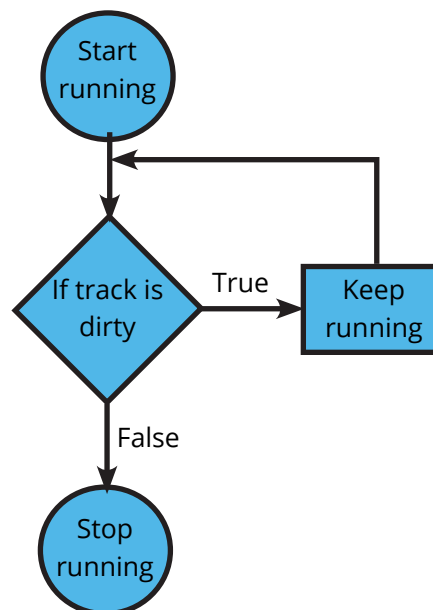 Start
running
If track is
dirty
True
Keep
running
False
Stop
running